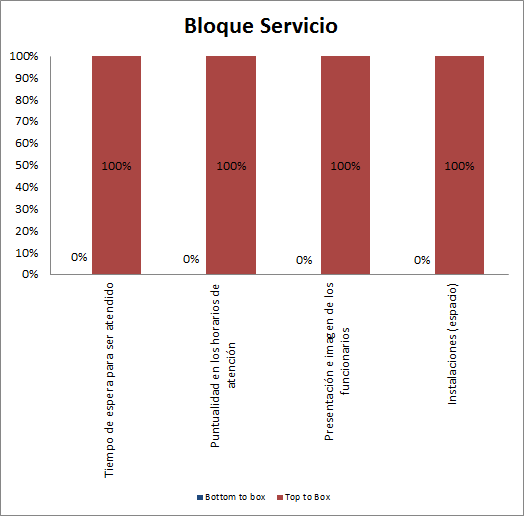 Bloque Servicio
100%
90%
80%
70%
60%
50%
40%
30%
20%
10%
0%
0%
100%
0%
100%
0%
100%
0%
100%
Tiempo de espera para ser atendido
Puntualidad en los horarios de
atención
Presentación e imagen de los
funcionarios
Instalaciones (espacio)
Bottom to box
Top to Box